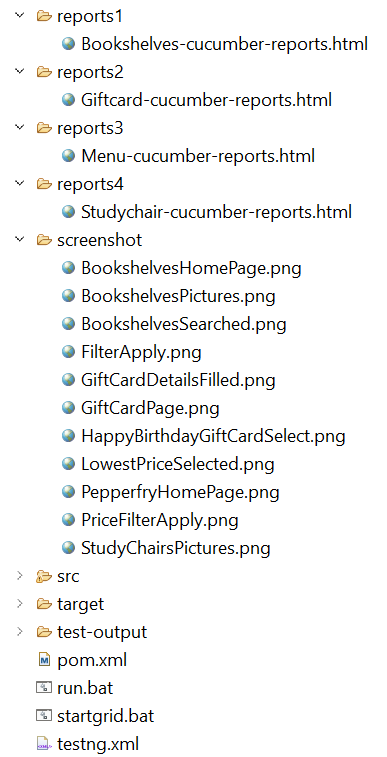 reports1
Bookshelves-cucumber-reports.html
reports2
Giftcard-cucumber-reports.html
reports3
Menu-cucumber-reports.html
reports4
Studychair-cucumber-reports.html
screenshot
BookshelvesHomePage.png
BookshelvesPictures.png
BookshelvesSearched.png
FilterApply.png
GiftCardDetailsFilled.png
GiftCardPage.png
HappyBirthdayGiftCardSelect.png
LowestPriceSelected.png
PepperfryHomePage.png
PriceFilterApply.png
StudyChairsPictures.png
src
target
test-output
pom.xml
run.bat
startgrid.bat
testng.xml